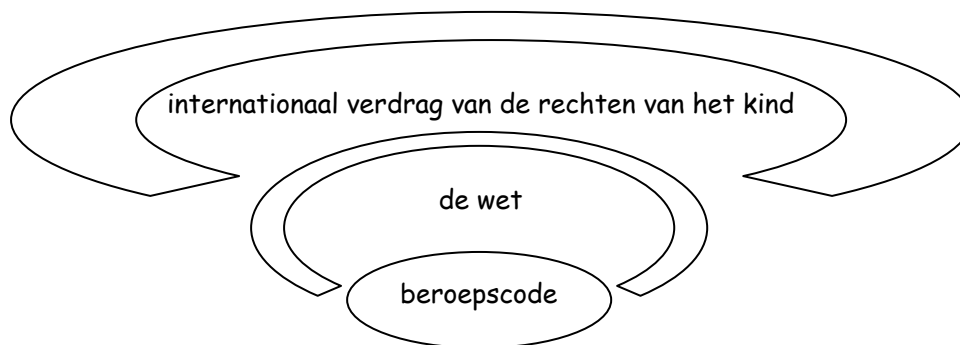 internationaal verdrag van de rechten van het kind
de wet
beroepscode